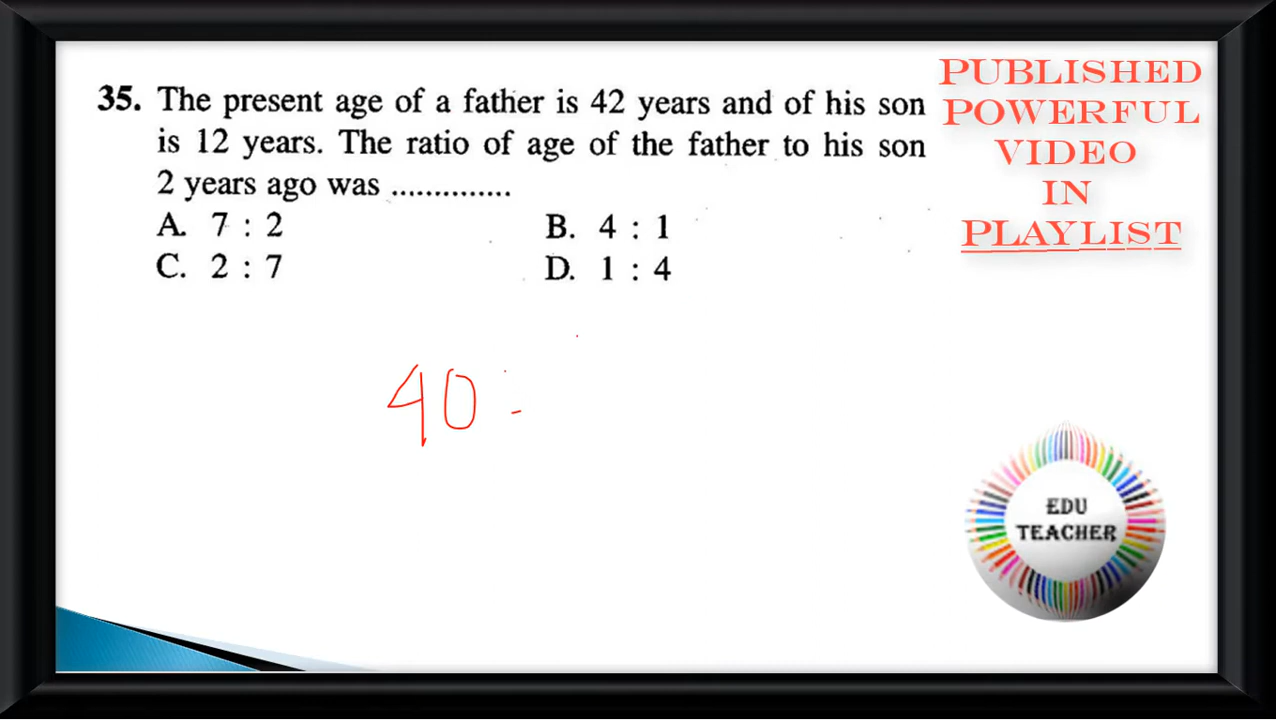 35. The present age of a father is 42 years and of his son
is 12 years. The ratio of age of the father to his son
2 years ago was ..............
A. 7 : 2 B. 4 : 1
C. 2 : 7 D. 1 : 4
PUBLISHED
POWERFUL
VIDEO
IN
PLAYLIST
40 :
EDU
TEACHER